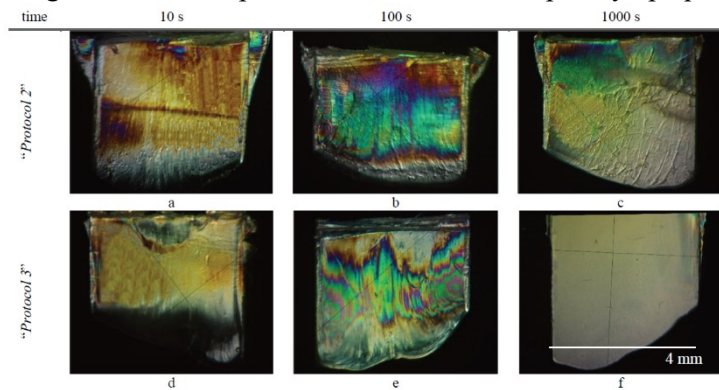 time 10 s 100 s 1000 s
"Protocol 2"
a b c
"Protocol 3"
4 mm
d e f